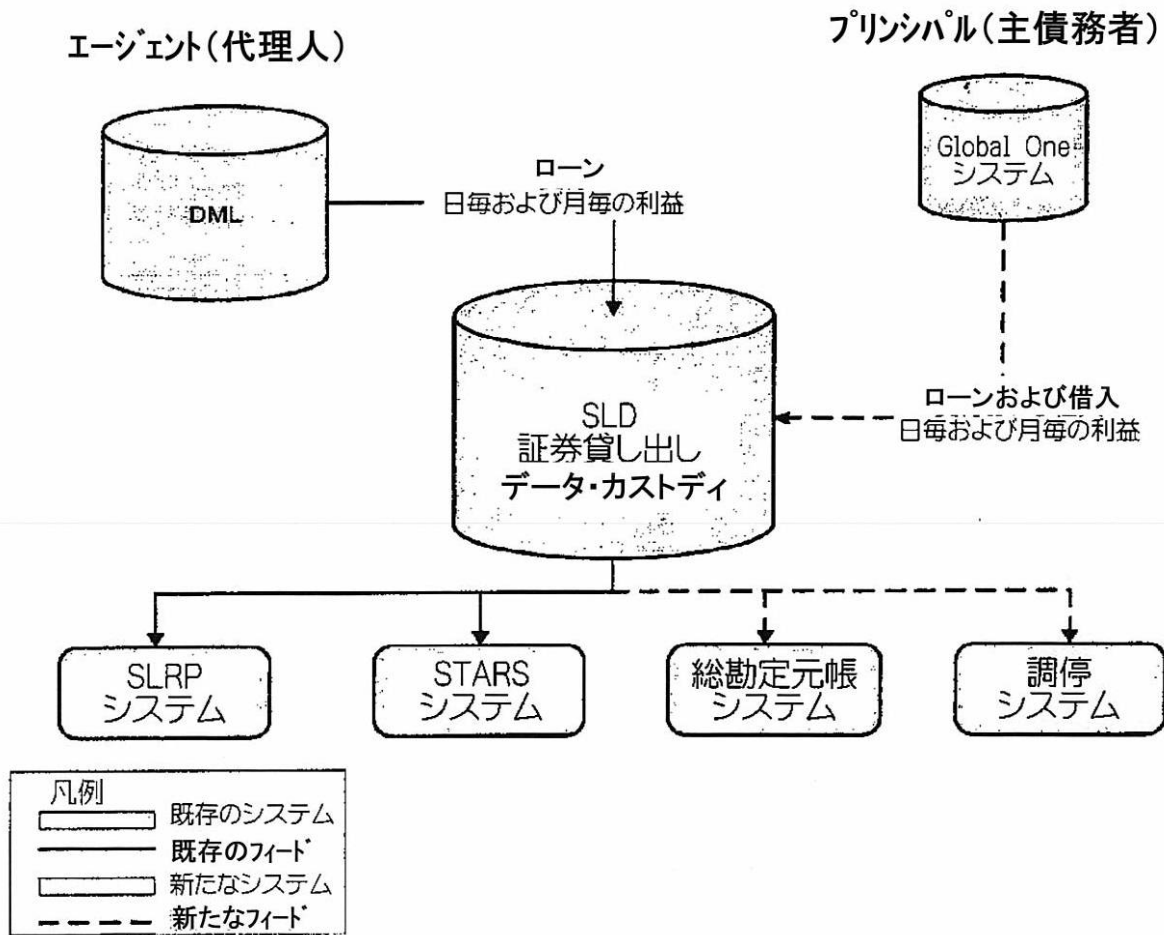 エージェント(代理人)
プリンシパル(主債務者)
DML
ローン
日毎および月毎の利益
Global One
システム
SLD
証券貸し出し
データ・カストディ
ローンおよび借入
日毎および月毎の利益
SLRP
システム
STARS
システム
総勘定元帳
システム
調停
システム
凡例
既存のシステム
既存のフィード
新たなシステム
新たなフィード